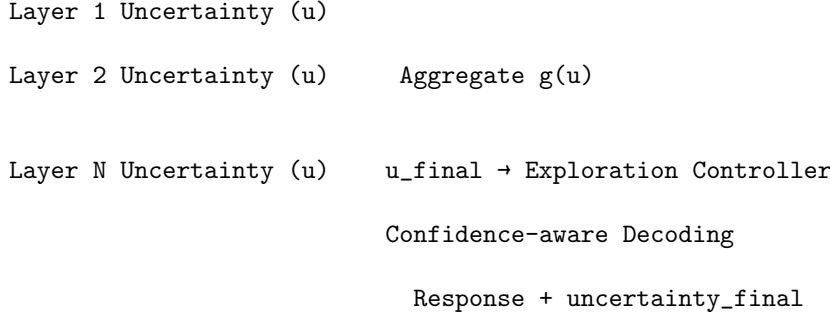 Layer 1 Uncertainty (u)
Layer 2 Uncertainty (u) Aggregate g(u)
Layer N Uncertainty (u) u_final → Exploration Controller
Confidence-aware Decoding
Response + uncertainty_final